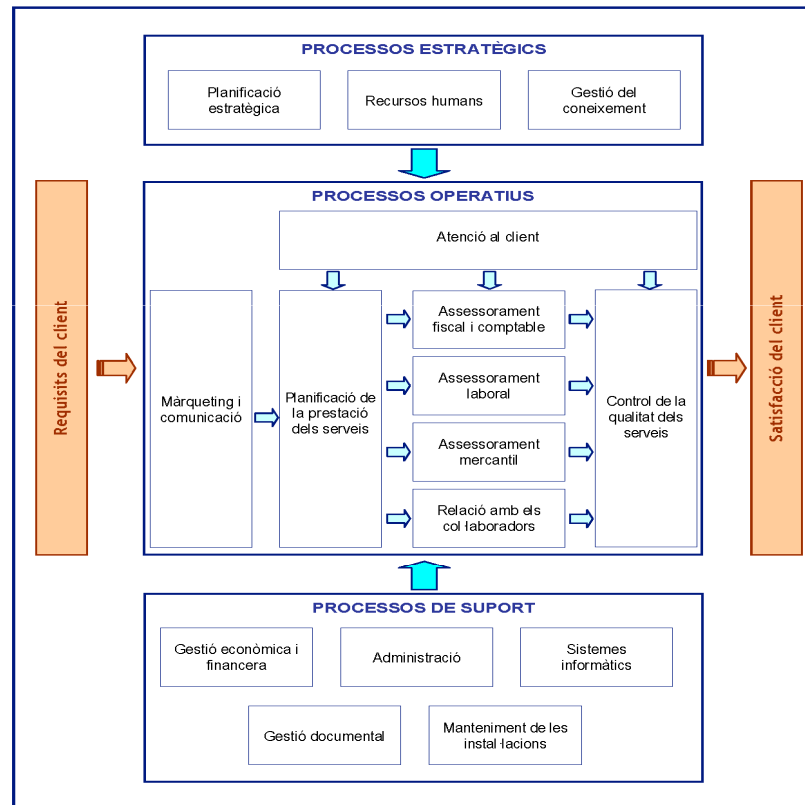 PROCESSOS ESTRATÈGICS
Planificació
estratègica
Recursos humans
Gestió del
coneixement
Requisits del client
PROCESSOS OPERATIUS
Atenció al client
Màrqueting i
comunicació
Planificació de
la prestació
dels serveis
Assessorament
fiscal i comptable
Assessorament
laboral
Assessorament
mercantil
Relació amb els
col·laboradors
Control de la
qualitat dels
serveis
Satisfacció del client
PROCESSOS DE SUPORT
Gestió econòmica i
financera
Administració
Sistemes
informàtics
Gestió documental
Manteniment de les
instal·lacions